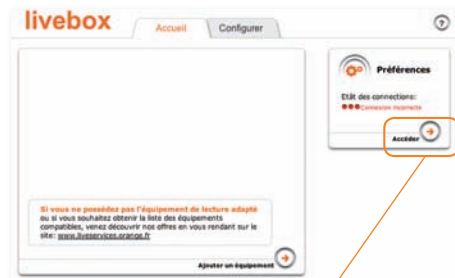 livebox
Accueil
Configurer
?
Préférences
Etât des connections:
Connexion incorrecte
Accéder
Si vous ne possédez pas l'équipement de lecture adapté
ou si vous souhaitez obtenir la liste des équipements
compatibles, venez découvrir nos offres en vous rendant sur le
site: www.liveservices.orange.fr
Ajouter un équipement